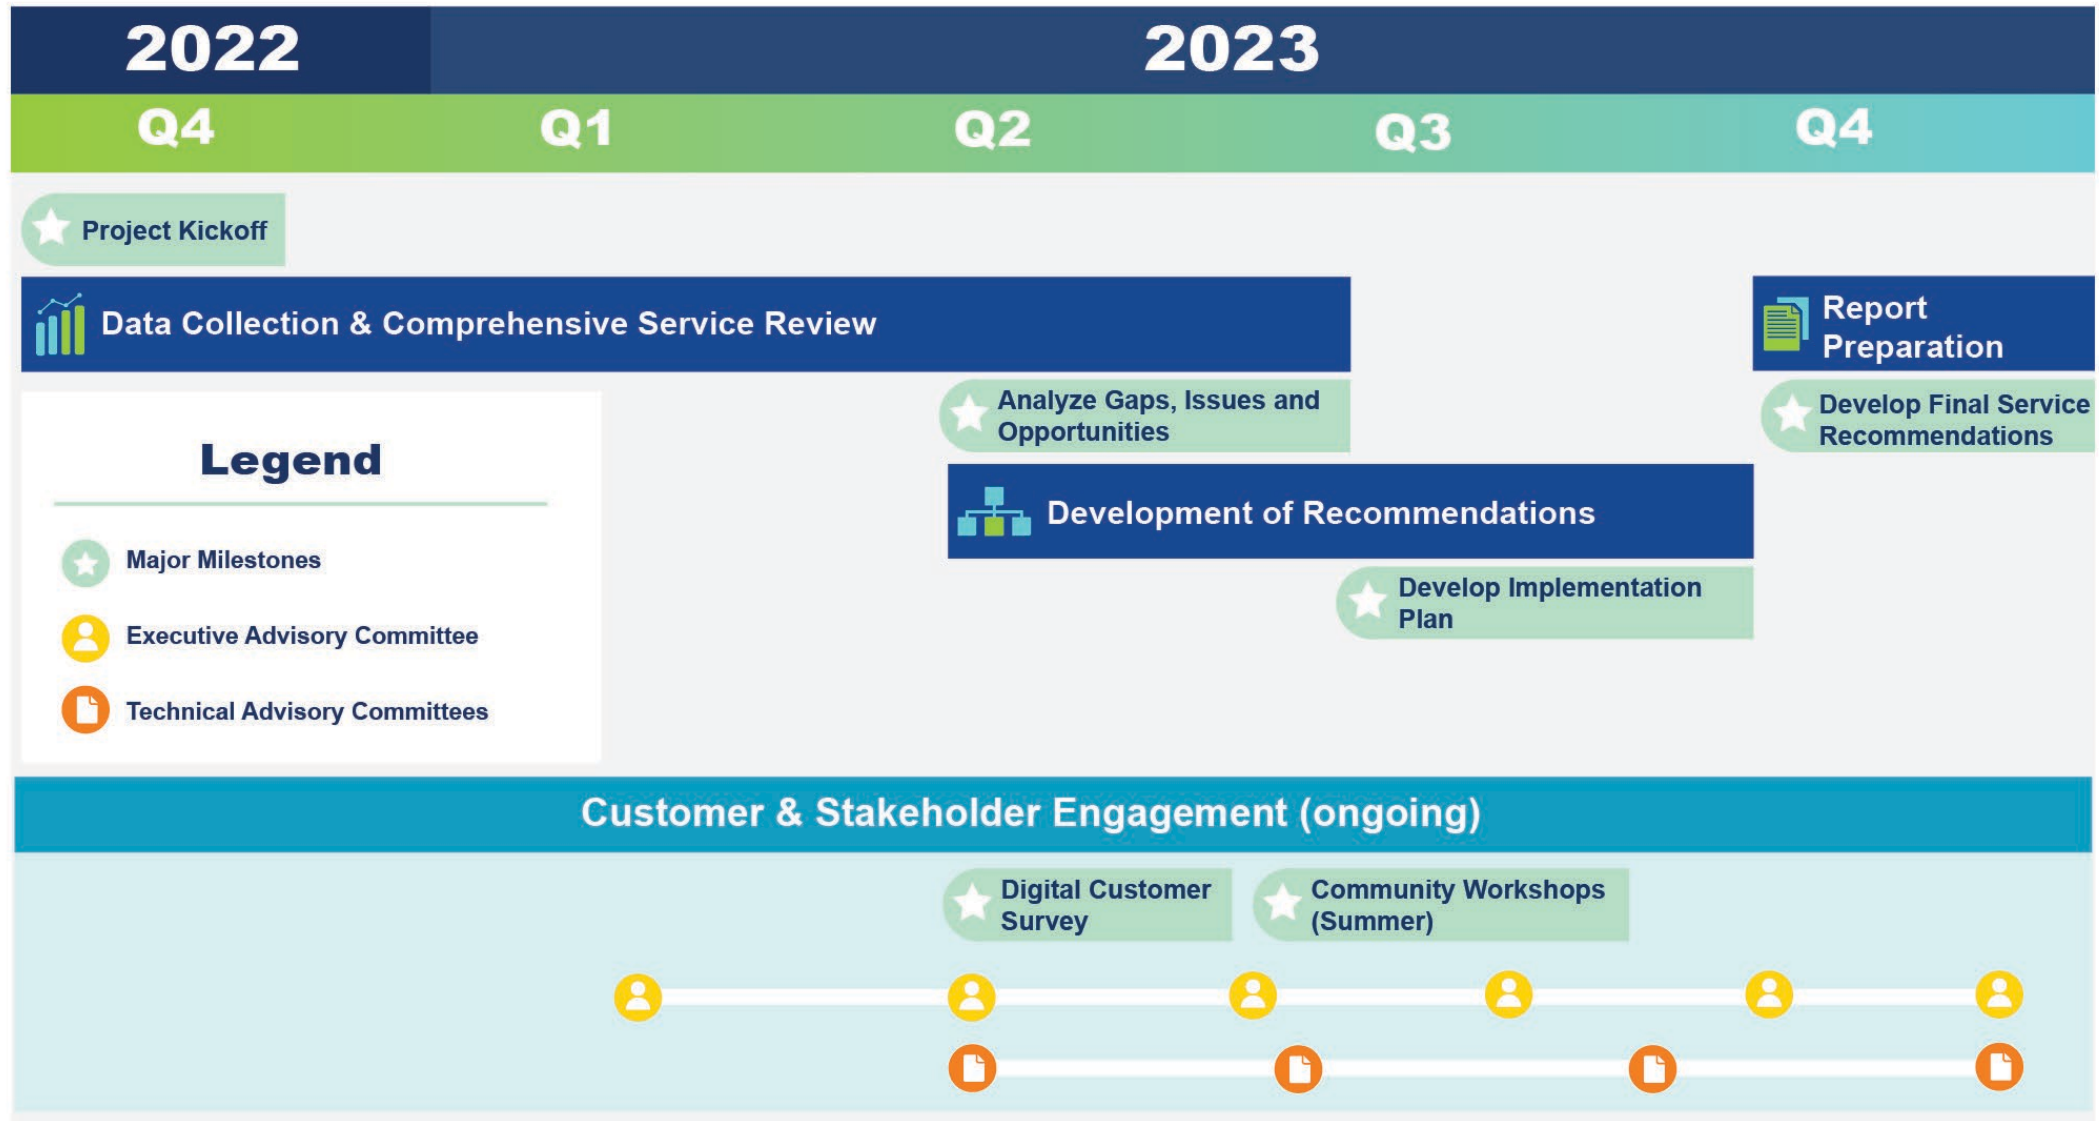 2022
2023
Q4
Q1
Q2
Q3
Q4
Project Kickoff
Data Collection & Comprehensive Service Review
Report
Preparation
Analyze Gaps, Issues and
Opportunities
Develop Final Service
Recommendations
Legend
Major Milestones
Executive Advisory Committee
Technical Advisory Committees
Development of Recommendations
Develop Implementation
Plan
Customer & Stakeholder Engagement (ongoing)
Digital Customer
Survey
Community Workshops
(Summer)